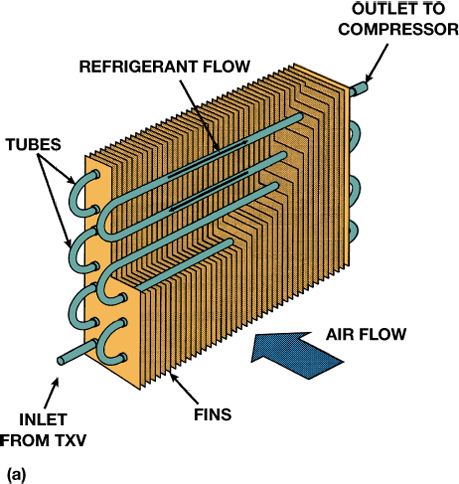 OUTLET TO
COMPRESSOR
REFRIGERANT FLOW
TUBES
AIR FLOW
FINS
INLET
FROM TXV
(a)